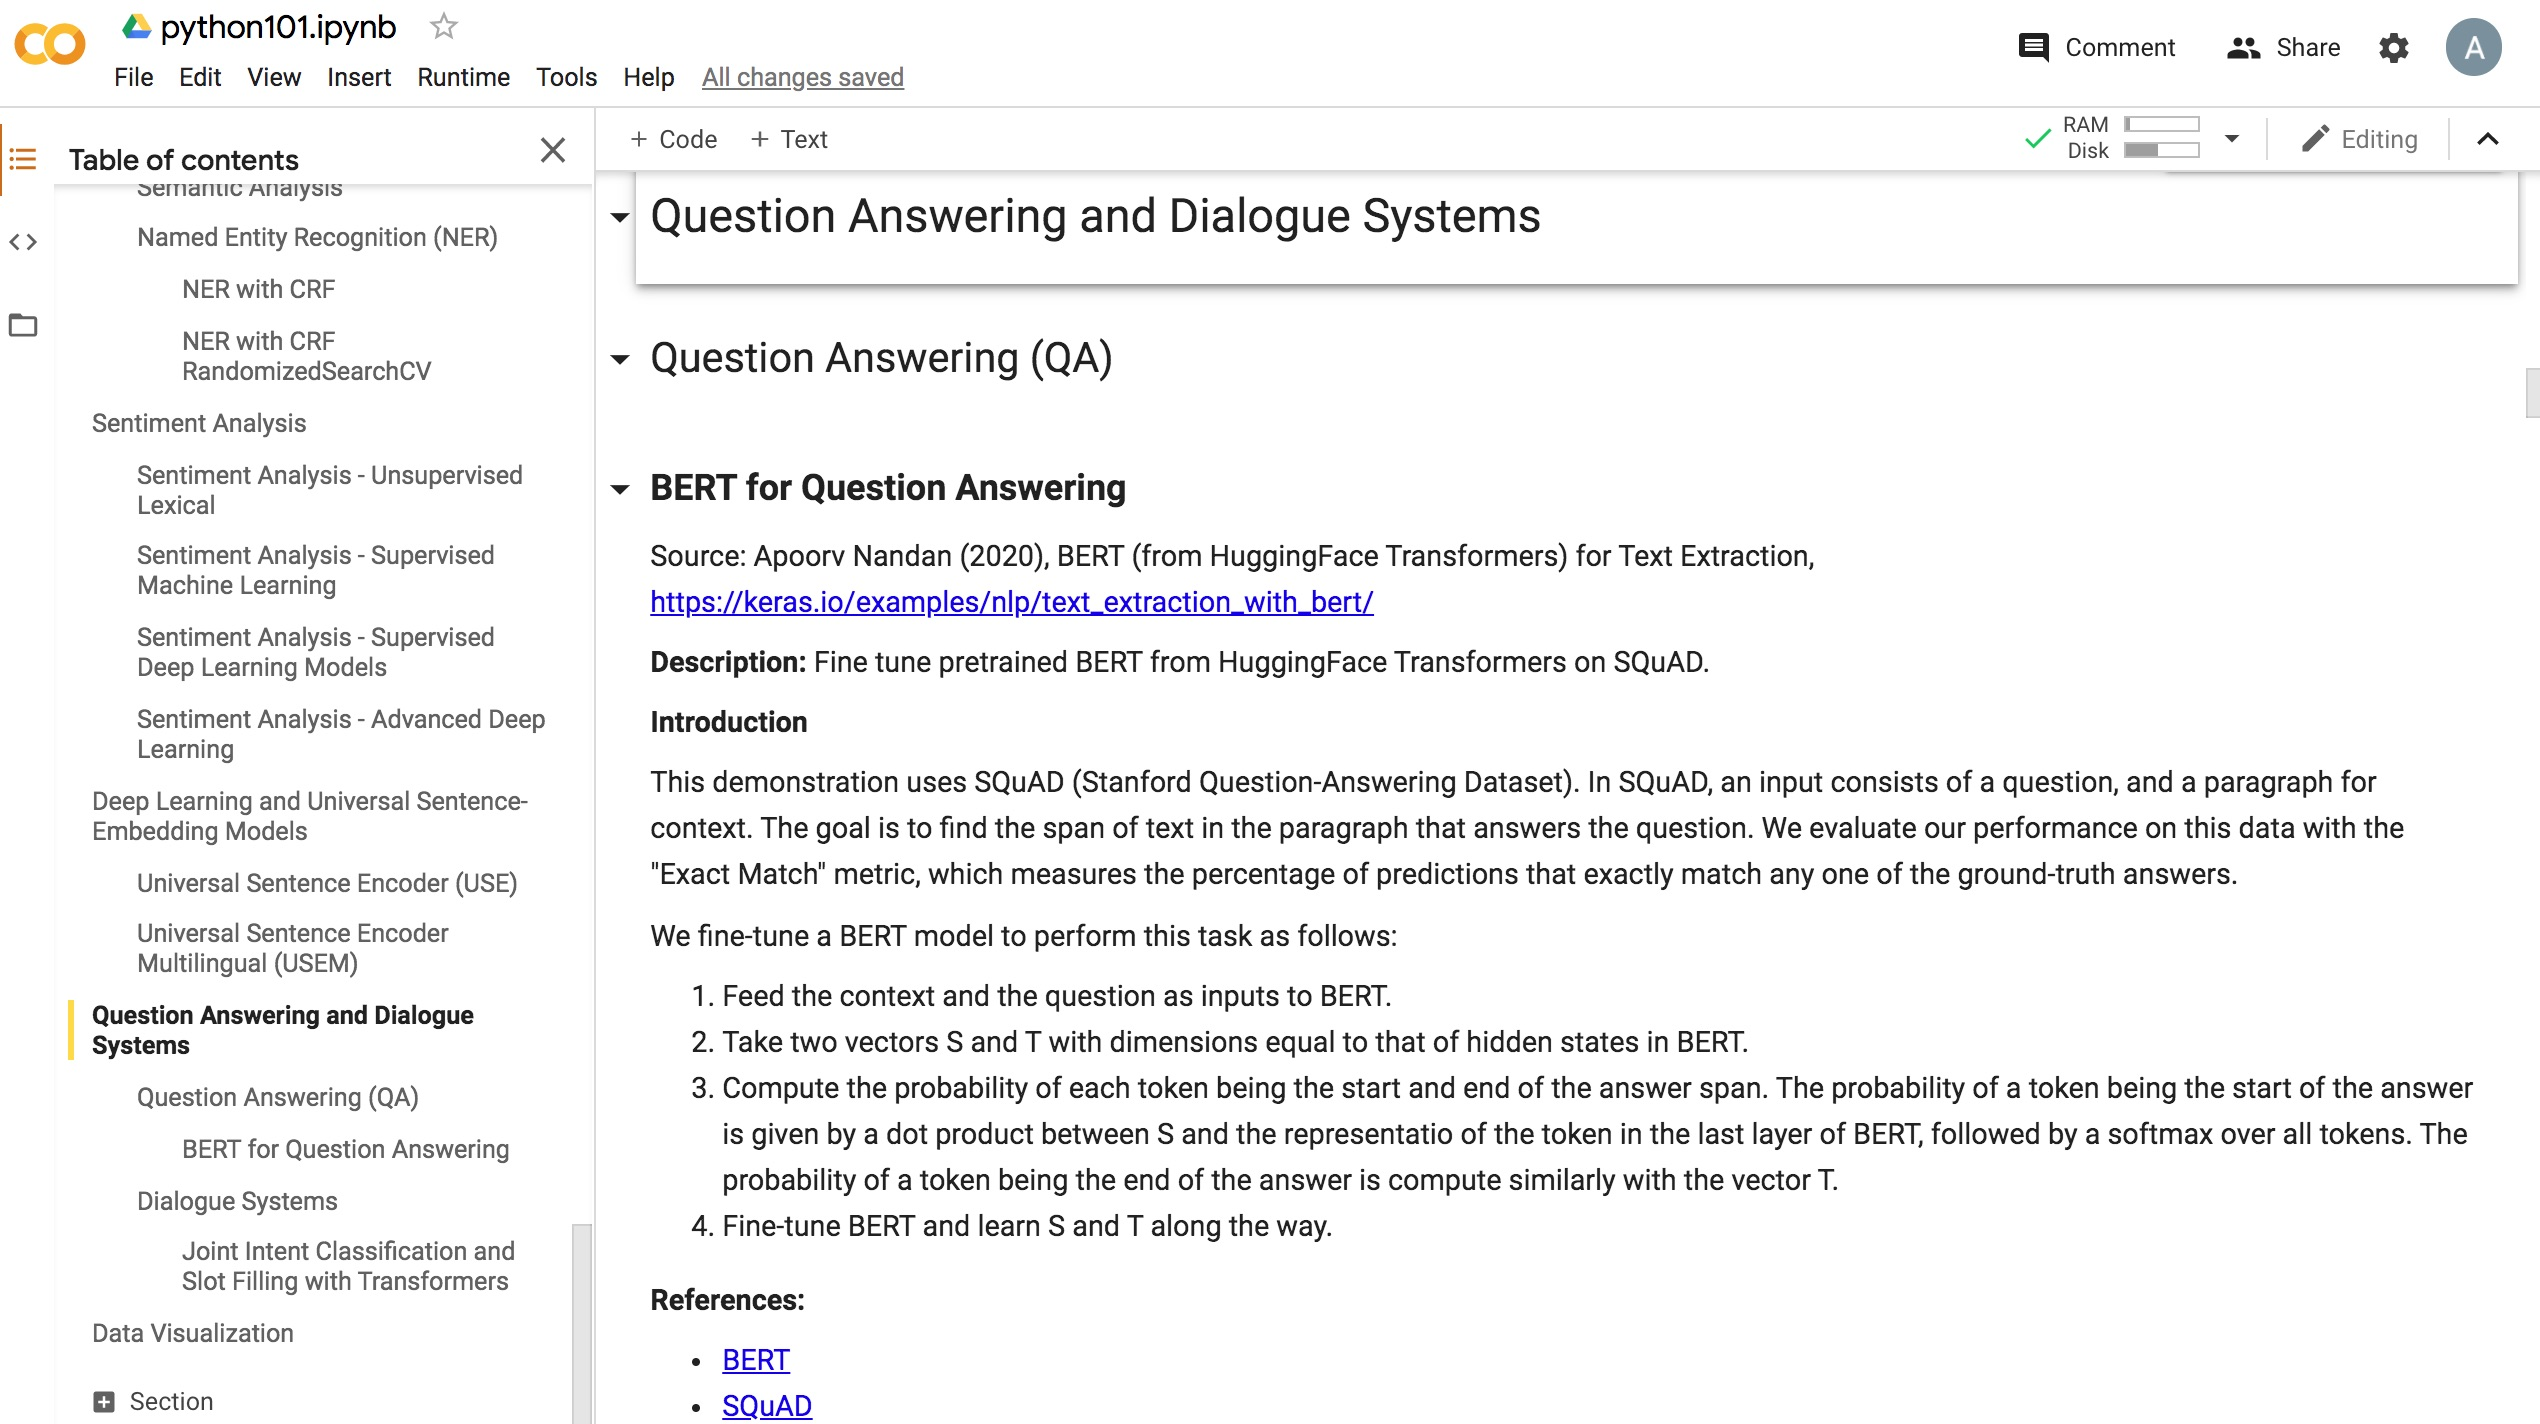 python101.ipynb
File Edit View Insert Runtime Tools Help All changes saved
Comment Share A
Table of contents
Semantic Analysis
Named Entity Recognition (NER)
NER with CRF
NER with CRF
RandomizedSearchCV
Sentiment Analysis
Sentiment Analysis - Unsupervised
Lexical
Sentiment Analysis - Supervised
Machine Learning
Sentiment Analysis - Supervised
Deep Learning Models
Sentiment Analysis - Advanced Deep
Learning
Deep Learning and Universal Sentence-
Embedding Models
Universal Sentence Encoder (USE)
Universal Sentence Encoder
Multilingual (USEM)
Question Answering and Dialogue
Systems
Question Answering (QA)
BERT for Question Answering
Dialogue Systems
Joint Intent Classification and
Slot Filling with Transformers
Data Visualization
Section
+ Code + Text
RAM
Disk
Editing
Question Answering and Dialogue Systems
Question Answering (QA)
BERT for Question Answering
Source: Apoorv Nandan (2020), BERT (from HuggingFace Transformers) for Text Extraction,
https://keras.io/examples/nlp/text_extraction_with_bert/
Description: Fine tune pretrained BERT from HuggingFace Transformers on SQuAD.
Introduction
This demonstration uses SQuAD (Stanford Question-Answering Dataset). In SQuAD, an input consists of a question, and a paragraph for
context. The goal is to find the span of text in the paragraph that answers the question. We evaluate our performance on this data with the
"Exact Match" metric, which measures the percentage of predictions that exactly match any one of the ground-truth answers.
We fine-tune a BERT model to perform this task as follows:
1. Feed the context and the question as inputs to BERT.
2. Take two vectors S and T with dimensions equal to that of hidden states in BERT.
3. Compute the probability of each token being the start and end of the answer span. The probability of a token being the start of the answer
is given by a dot product between S and the representatio of the token in the last layer of BERT, followed by a softmax over all tokens. The
probability of a token being the end of the answer is compute similarly with the vector T.
4. Fine-tune BERT and learn S and T along the way.
References:
• BERT
• SQuAD